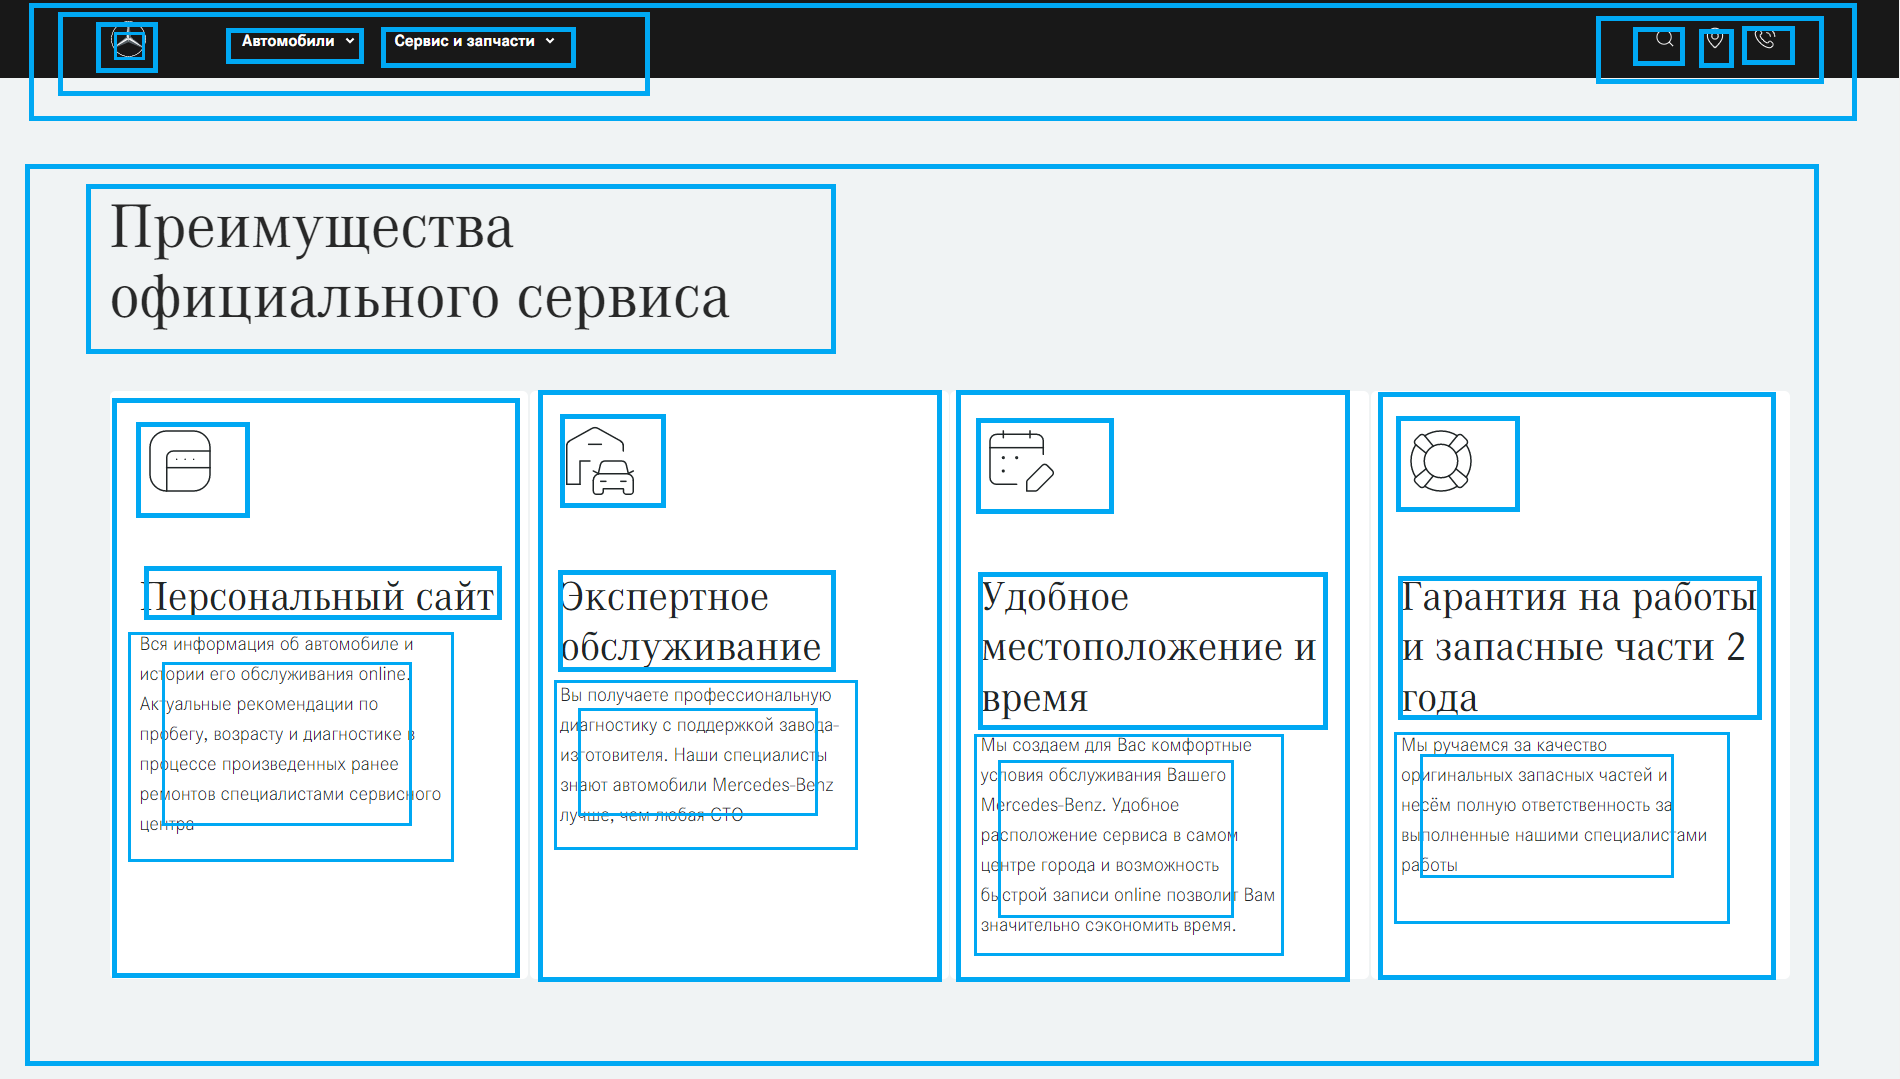 Автомобили
Сервис и запчасти
Преимущества
официального сервиса
Персональный сайт
Вся информация об автомобиле и
истории его обслуживания online.
Актуальные рекомендации по
пробегу, возрасту и диагностике в
процессе произведенных ранее
ремонтов специалистами сервисного
центра
Экспертное
обслуживание
Вы получаете профессиональную
диагностику с поддержкой завода-
изготовителя. Наши специалисты
знают автомобили Mercedes-Benz
лучше, чем любая СТО
Удобное
местоположение и
время
Мы создаем для Вас комфортные
условия обслуживания Вашего
Mercedes-Benz. Удобное
расположение сервиса в самом
центре города и возможность
быстрой записи online позволит Вам
значительно сэкономить время.
Гарантия на работы
и запасные части 2
года
Мы ручаемся за качество
оригинальных запасных частей и
несём полную ответственность за
выполненные нашими специалистами
работы